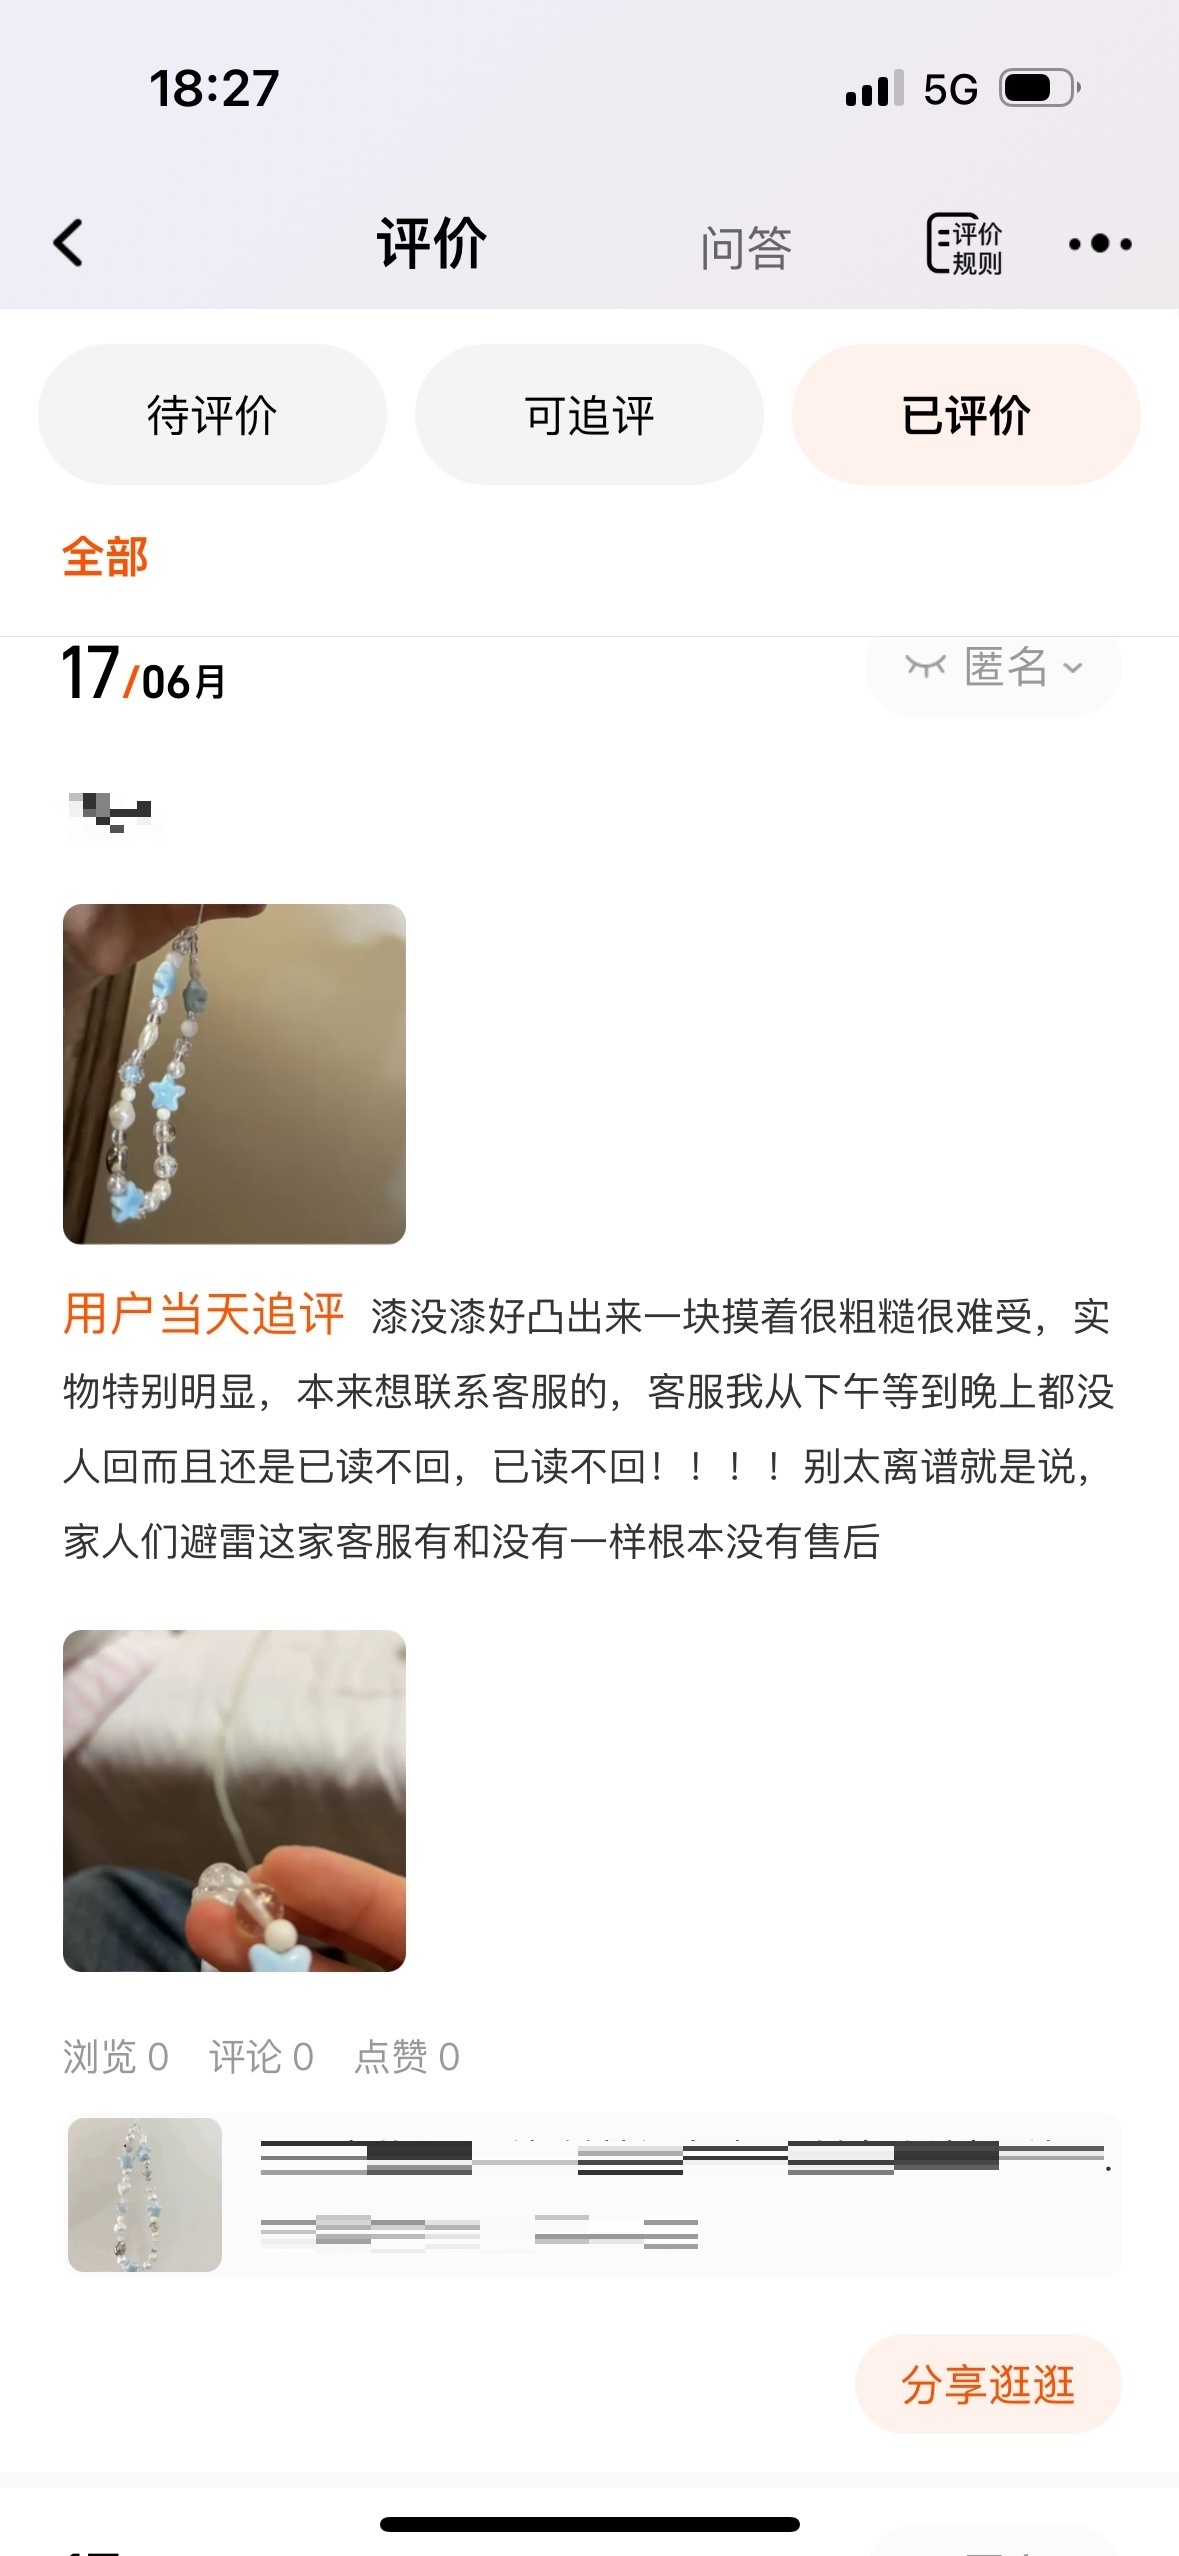 18:27
5G
评价
问答
评价
规则
待评价
可追评
已评价
全部
17/06月
匿名
用户当天追评 漆没漆好凸出来一块摸着很粗糙很难受，实
物特别明显，本来想联系客服的，客服我从下午等到晚上都没
人回而且还是已读不回，已读不回！！！！别太离谱就是说，
家人们避雷这家客服有和没有一样根本没有售后
浏览 0 评论 0 点赞 0
分享逛逛